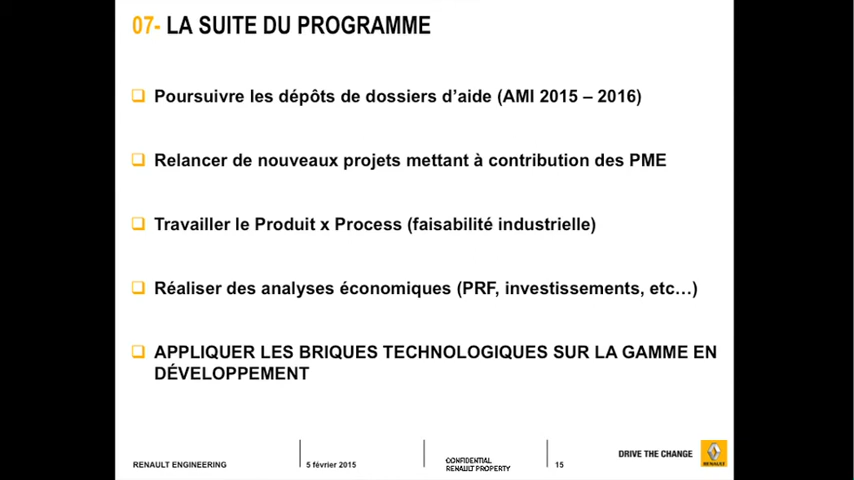 07- LA SUITE DU PROGRAMME
Poursuivre les dépôts de dossiers d'aide (AMI 2015 – 2016)
Relancer de nouveaux projets mettant à contribution des PME
Travailler le Produit x Process (faisabilité industrielle)
Réaliser des analyses économiques (PRF, investissements, etc…)
APPLIQUER LES BRIQUES TECHNOLOGIQUES SUR LA GAMME EN
DÉVELOPPEMENT
RENAULT ENGINEERING
5 février 2015
CONFIDENTIAL
RENAULT PROPERTY
15
DRIVE THE CHANGE
RENAULT